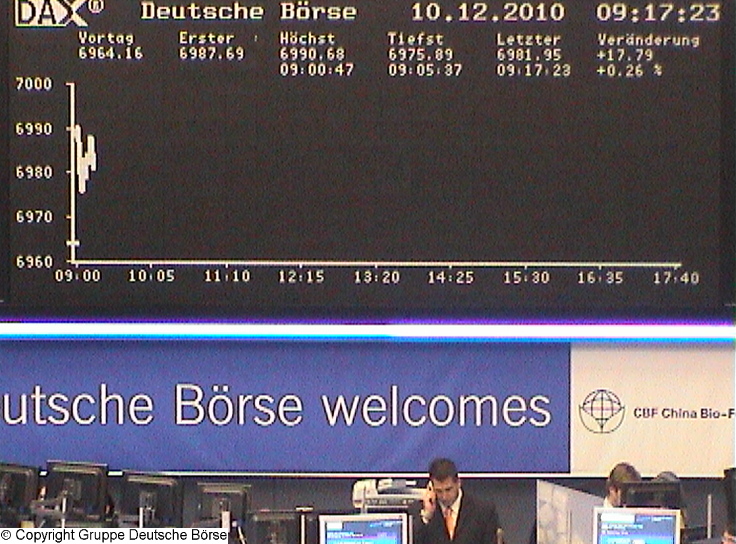 DAX® Deutsche Börse 10.12.2010 09:17:23
Vortag Erster Höchst Tiefst Letzter Veränderung
6964.16 6987.69 6990.68 6975.89 6981.95 +17.79
09:00:47 09:05:37 09:17:23 +0.26 %
7000
6990
6980
6970
6960
09:00 10:05 11:10 12:15 13:20 14:25 15:30 16:35 17:40
utsche Börse welcomes
CBF China Bio-F
© Copyright Gruppe Deutsche Börse